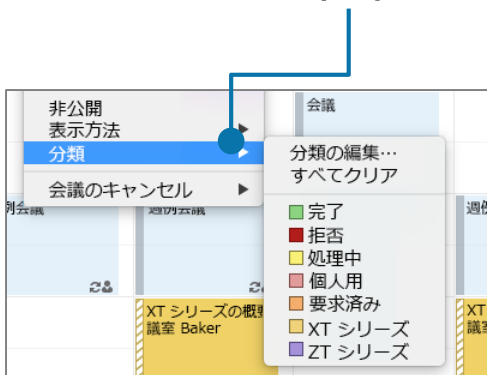 非公開
表示方法
分類
会議のキャンセル
会議
分類の編集…
すべてクリア
完了
拒否
処理中
個人用
要求済み
XT シリーズ
ZT シリーズ
例会議
週例会議
XT シリーズの概要
議室 Baker
XT